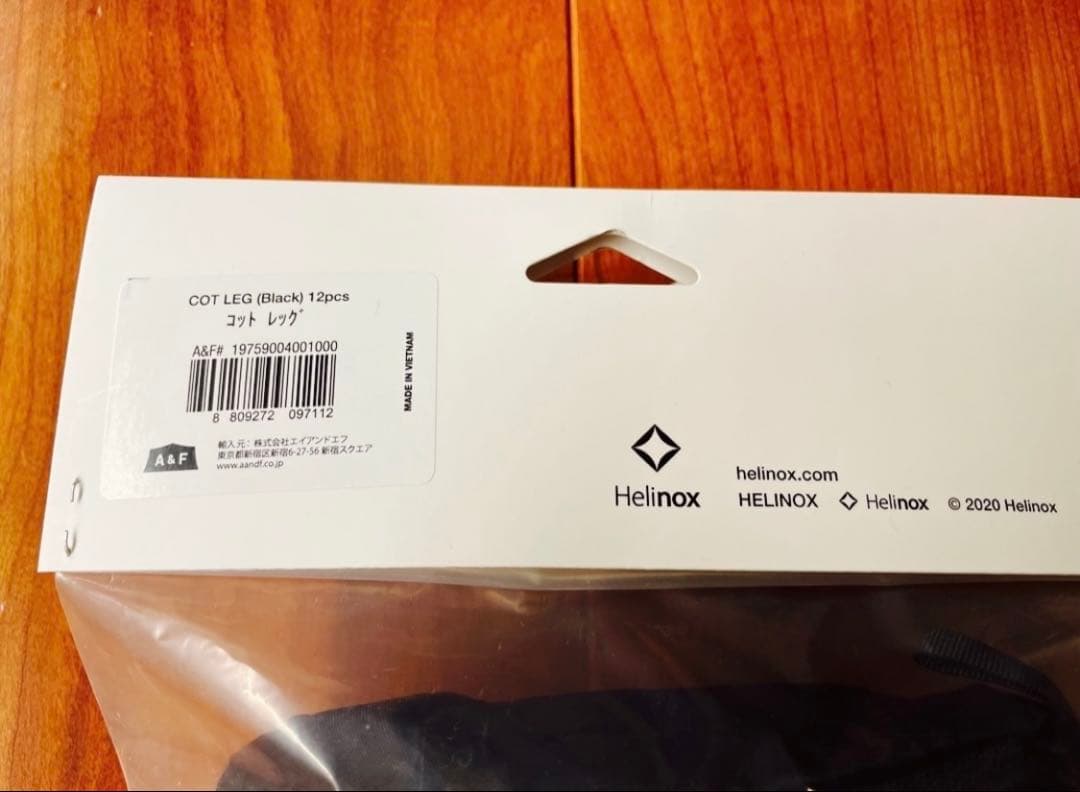 COT LEG (Black) 12pcs
コット レッグ
A&F# 19759004001000
8 809272 097112
MADE IN VIETNAM
A&F
輸入元：株式会社エイアンドエフ
東京都新宿区新宿6-27-56 新宿スクエア
www.aandf.co.jp
Helinox
helinox.com
HELINOX Helinox © 2020 Helinox